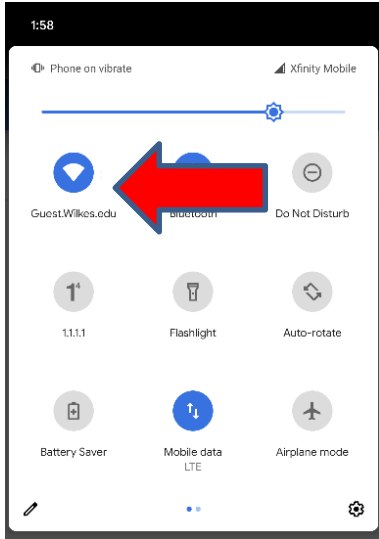 1:58
Phone on vibrate Xfinity Mobile
Guest.Wilkes.edu Bluetooth Do Not Disturb
1⁴
1.1.1.1 Flashlight Auto-rotate
Battery Saver Mobile data Airplane mode
LTE